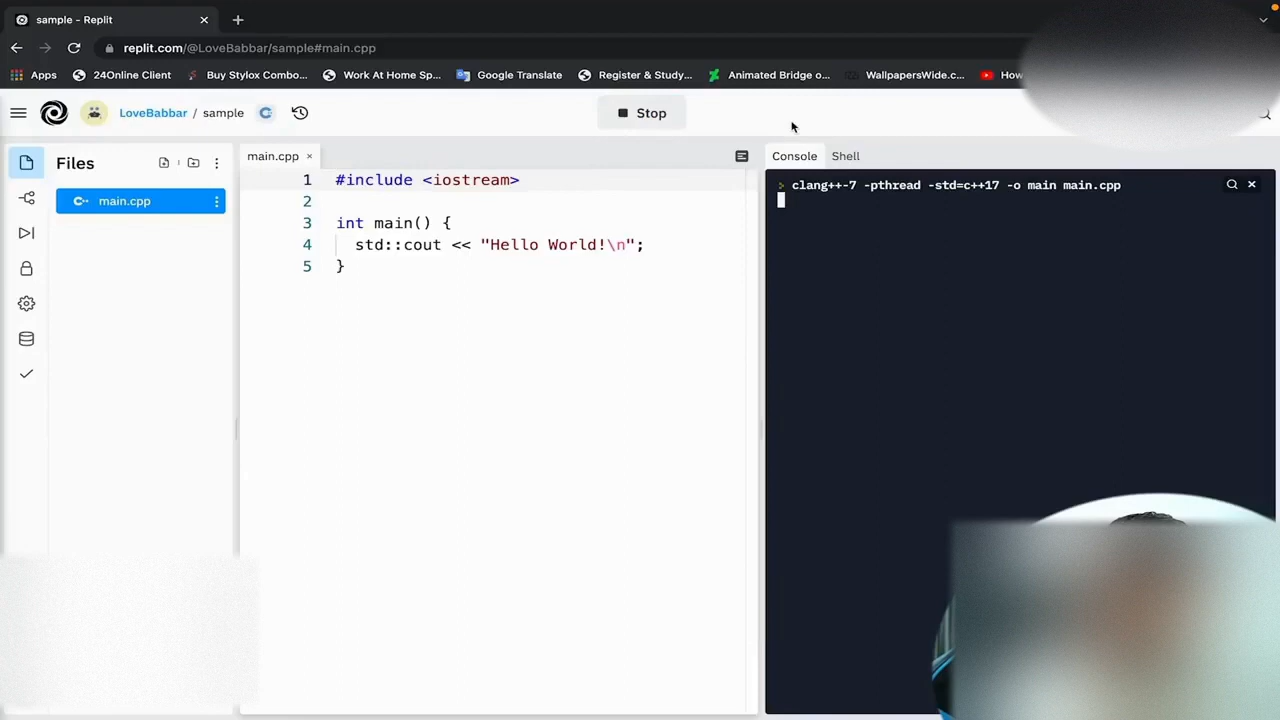 sample - Replit
replit.com/@LoveBabbar/sample#main.cpp
Apps 24Online Client Buy Stylox Combo... Work At Home Sp... Google Translate Register & Study... Animated Bridge o... WallpapersWide.c... How
LoveBabbar / sample Stop
Files
main.cpp
main.cpp
1 #include <iostream>
2
3 int main() {
4 std::cout << "Hello World!\n";
5 }
Console Shell
clang++-7 -pthread -std=c++17 -o main main.cpp